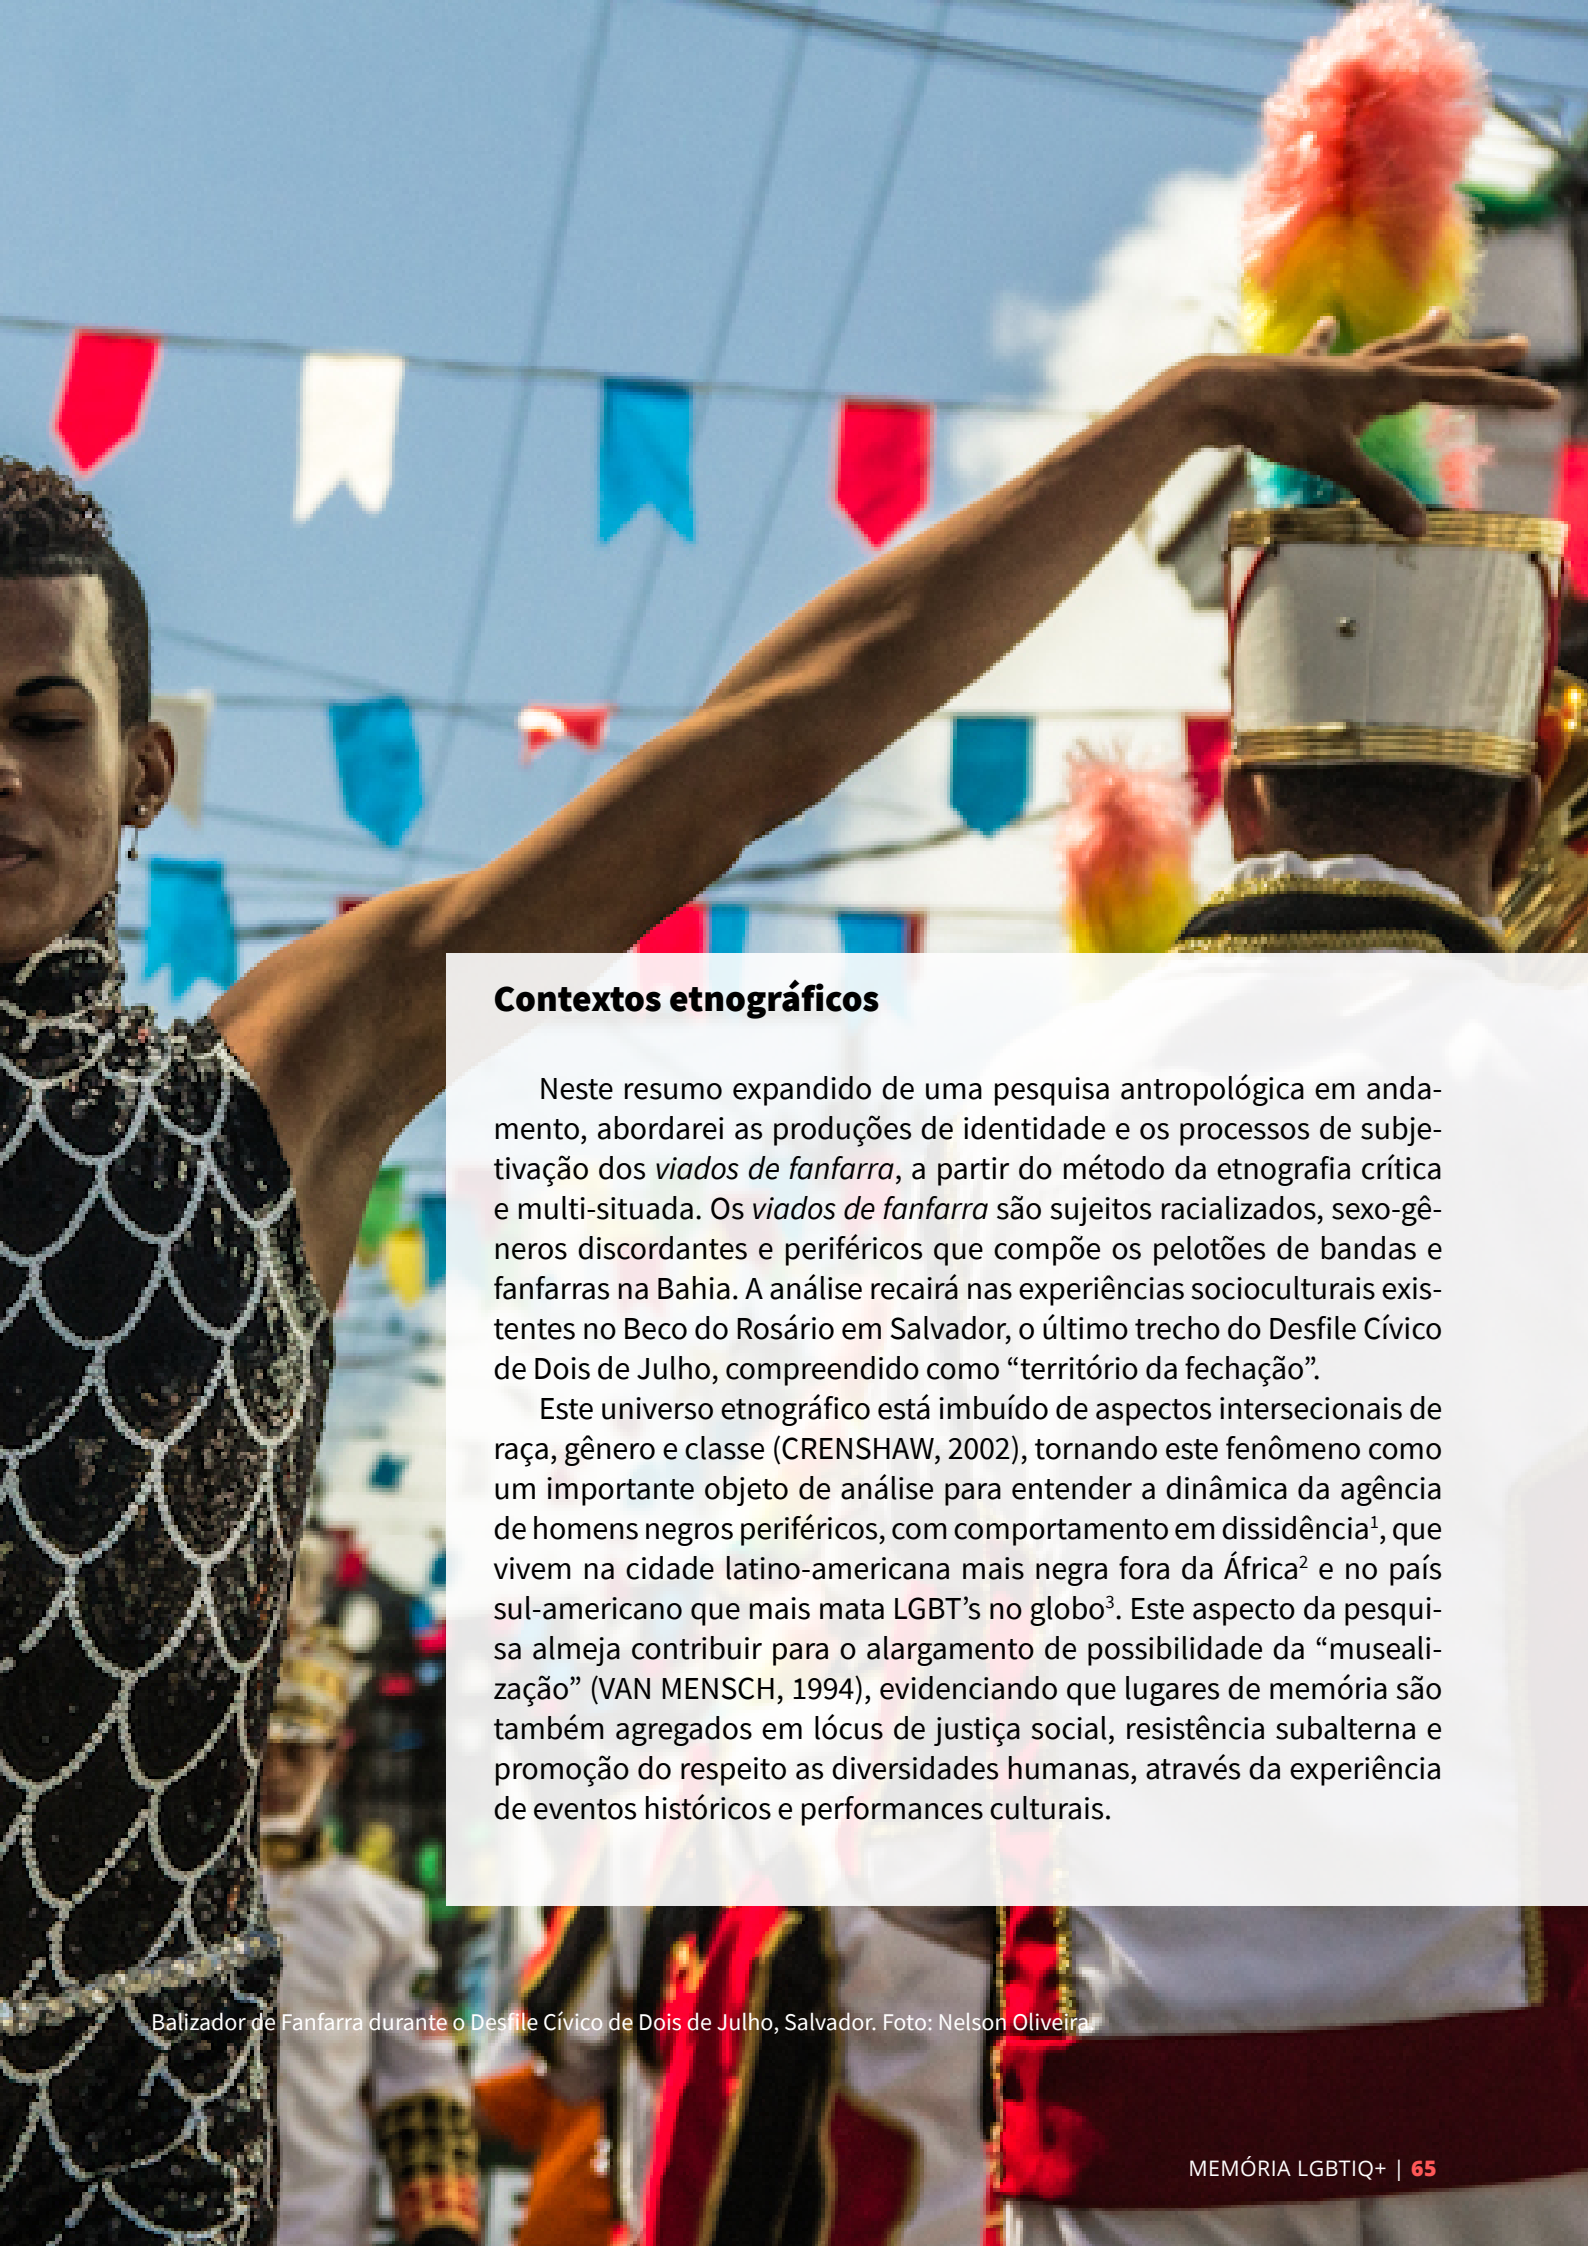 Contextos etnográficos
Neste resumo expandido de uma pesquisa antropológica em anda-
mento, abordarei as produções de identidade e os processos de subje-
tivação dos viados de fanfarra, a partir do método da etnografia crítica
e multi-situada. Os viados de fanfarra são sujeitos racializados, sexo-gê-
neros discordantes e periféricos que compõe os pelotões de bandas e
fanfarras na Bahia. A análise recairá nas experiências socioculturais exis-
tentes no Beco do Rosário em Salvador, o último trecho do Desfile Cívico
de Dois de Julho, compreendido como “território da fechação”.
Este universo etnográfico está imbuído de aspectos intersecionais de
raça, gênero e classe (CRENSHAW, 2002), tornando este fenômeno como
um importante objeto de análise para entender a dinâmica da agência
de homens negros periféricos, com comportamento em dissidência¹, que
vivem na cidade latino-americana mais negra fora da África² e no país
sul-americano que mais mata LGBT’s no globo³. Este aspecto da pesqui-
sa almeja contribuir para o alargamento de possibilidade da “museali-
zação” (VAN MENSCH, 1994), evidenciando que lugares de memória são
também agregados em lócus de justiça social, resistência subalterna e
promoção do respeito as diversidades humanas, através da experiência
de eventos históricos e performances culturais.
Balizador de Fanfarra durante o Desfile Cívico de Dois de Julho, Salvador. Foto: Nelson Oliveira.
MEMÓRIA LGBTIQ+ | 65